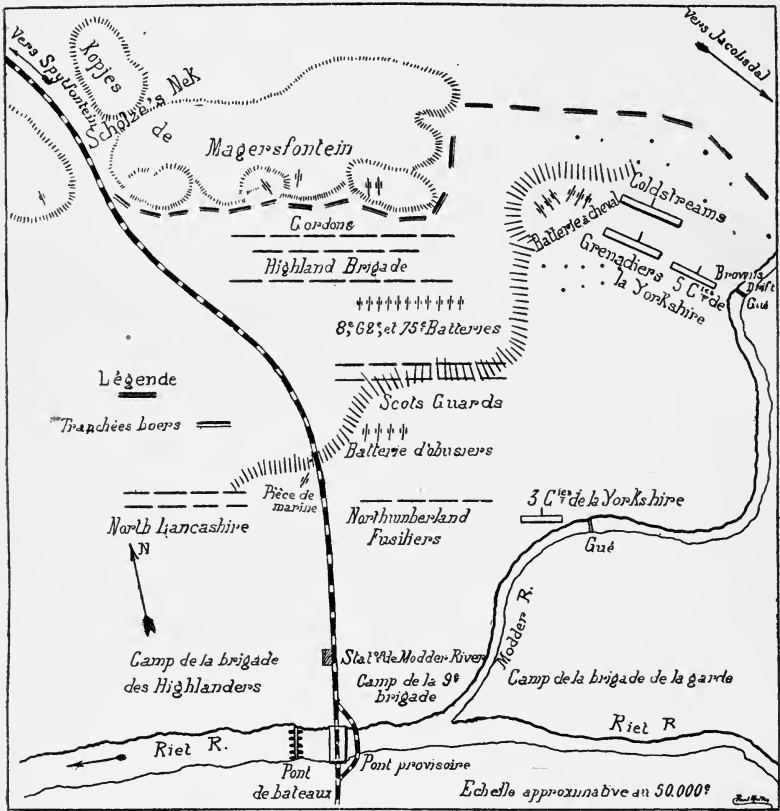 Vers Spytfontein
Kopjes
Scholze's Nek
de
Magersfontein
Vers Jacobsdal
Gordons
Highland Brigade
8e, 62e, et 75e Batteries
Batterie à cheval
Coldstreams
Grenadiers
5 Cies de
la Yorkshire
Browns
Drift
Gué
Légende
Tranchées boers
Scots Guards
Batterie d'obusiers
Pièce de
marine
North Lancashire
Northumberland
Fusiliers
3 Cies de la Yorkshire
Gué
N
Modder R.
Camp de la brigade
des Highlanders
Staton de Modder River
Camp de la 9e
brigade
Camp de la brigade de la garde
Riet R.
Riet R
Pont
de bateaux
Pont provisoire
Echelle approximative au 50.000e